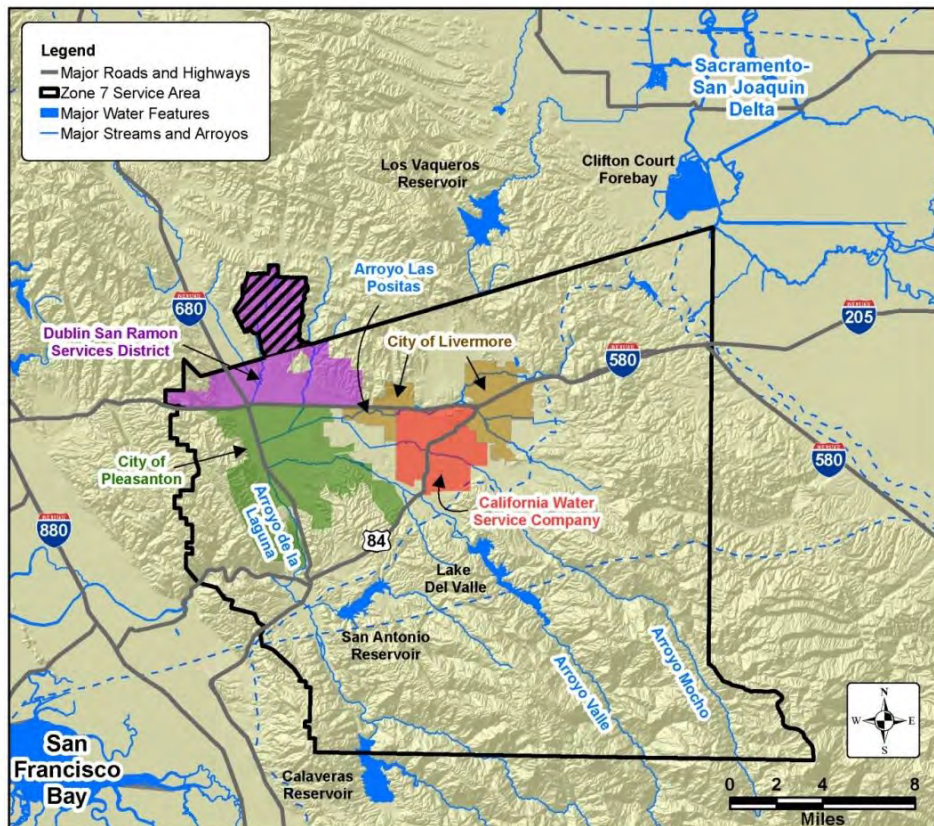 Legend
Major Roads and Highways
Zone 7 Service Area
Major Water Features
Major Streams and Arroyos
Sacramento-
San Joaquin
Delta
Los Vaqueros
Reservoir
Clifton Court
Forebay
Arroyo Las
Positas
680
205
Dublin San Ramon
Services District
City of Livermore
580
City of
Pleasanton
580
California Water
Service Company
Arroyo de la
Laguna
880
84
Lake
Del Valle
San Antonio
Reservoir
Arroyo Valle
Arroyo Mocho
N
W E
S
San
Francisco
Bay
Calaveras
Reservoir
0 2 4 8
Miles